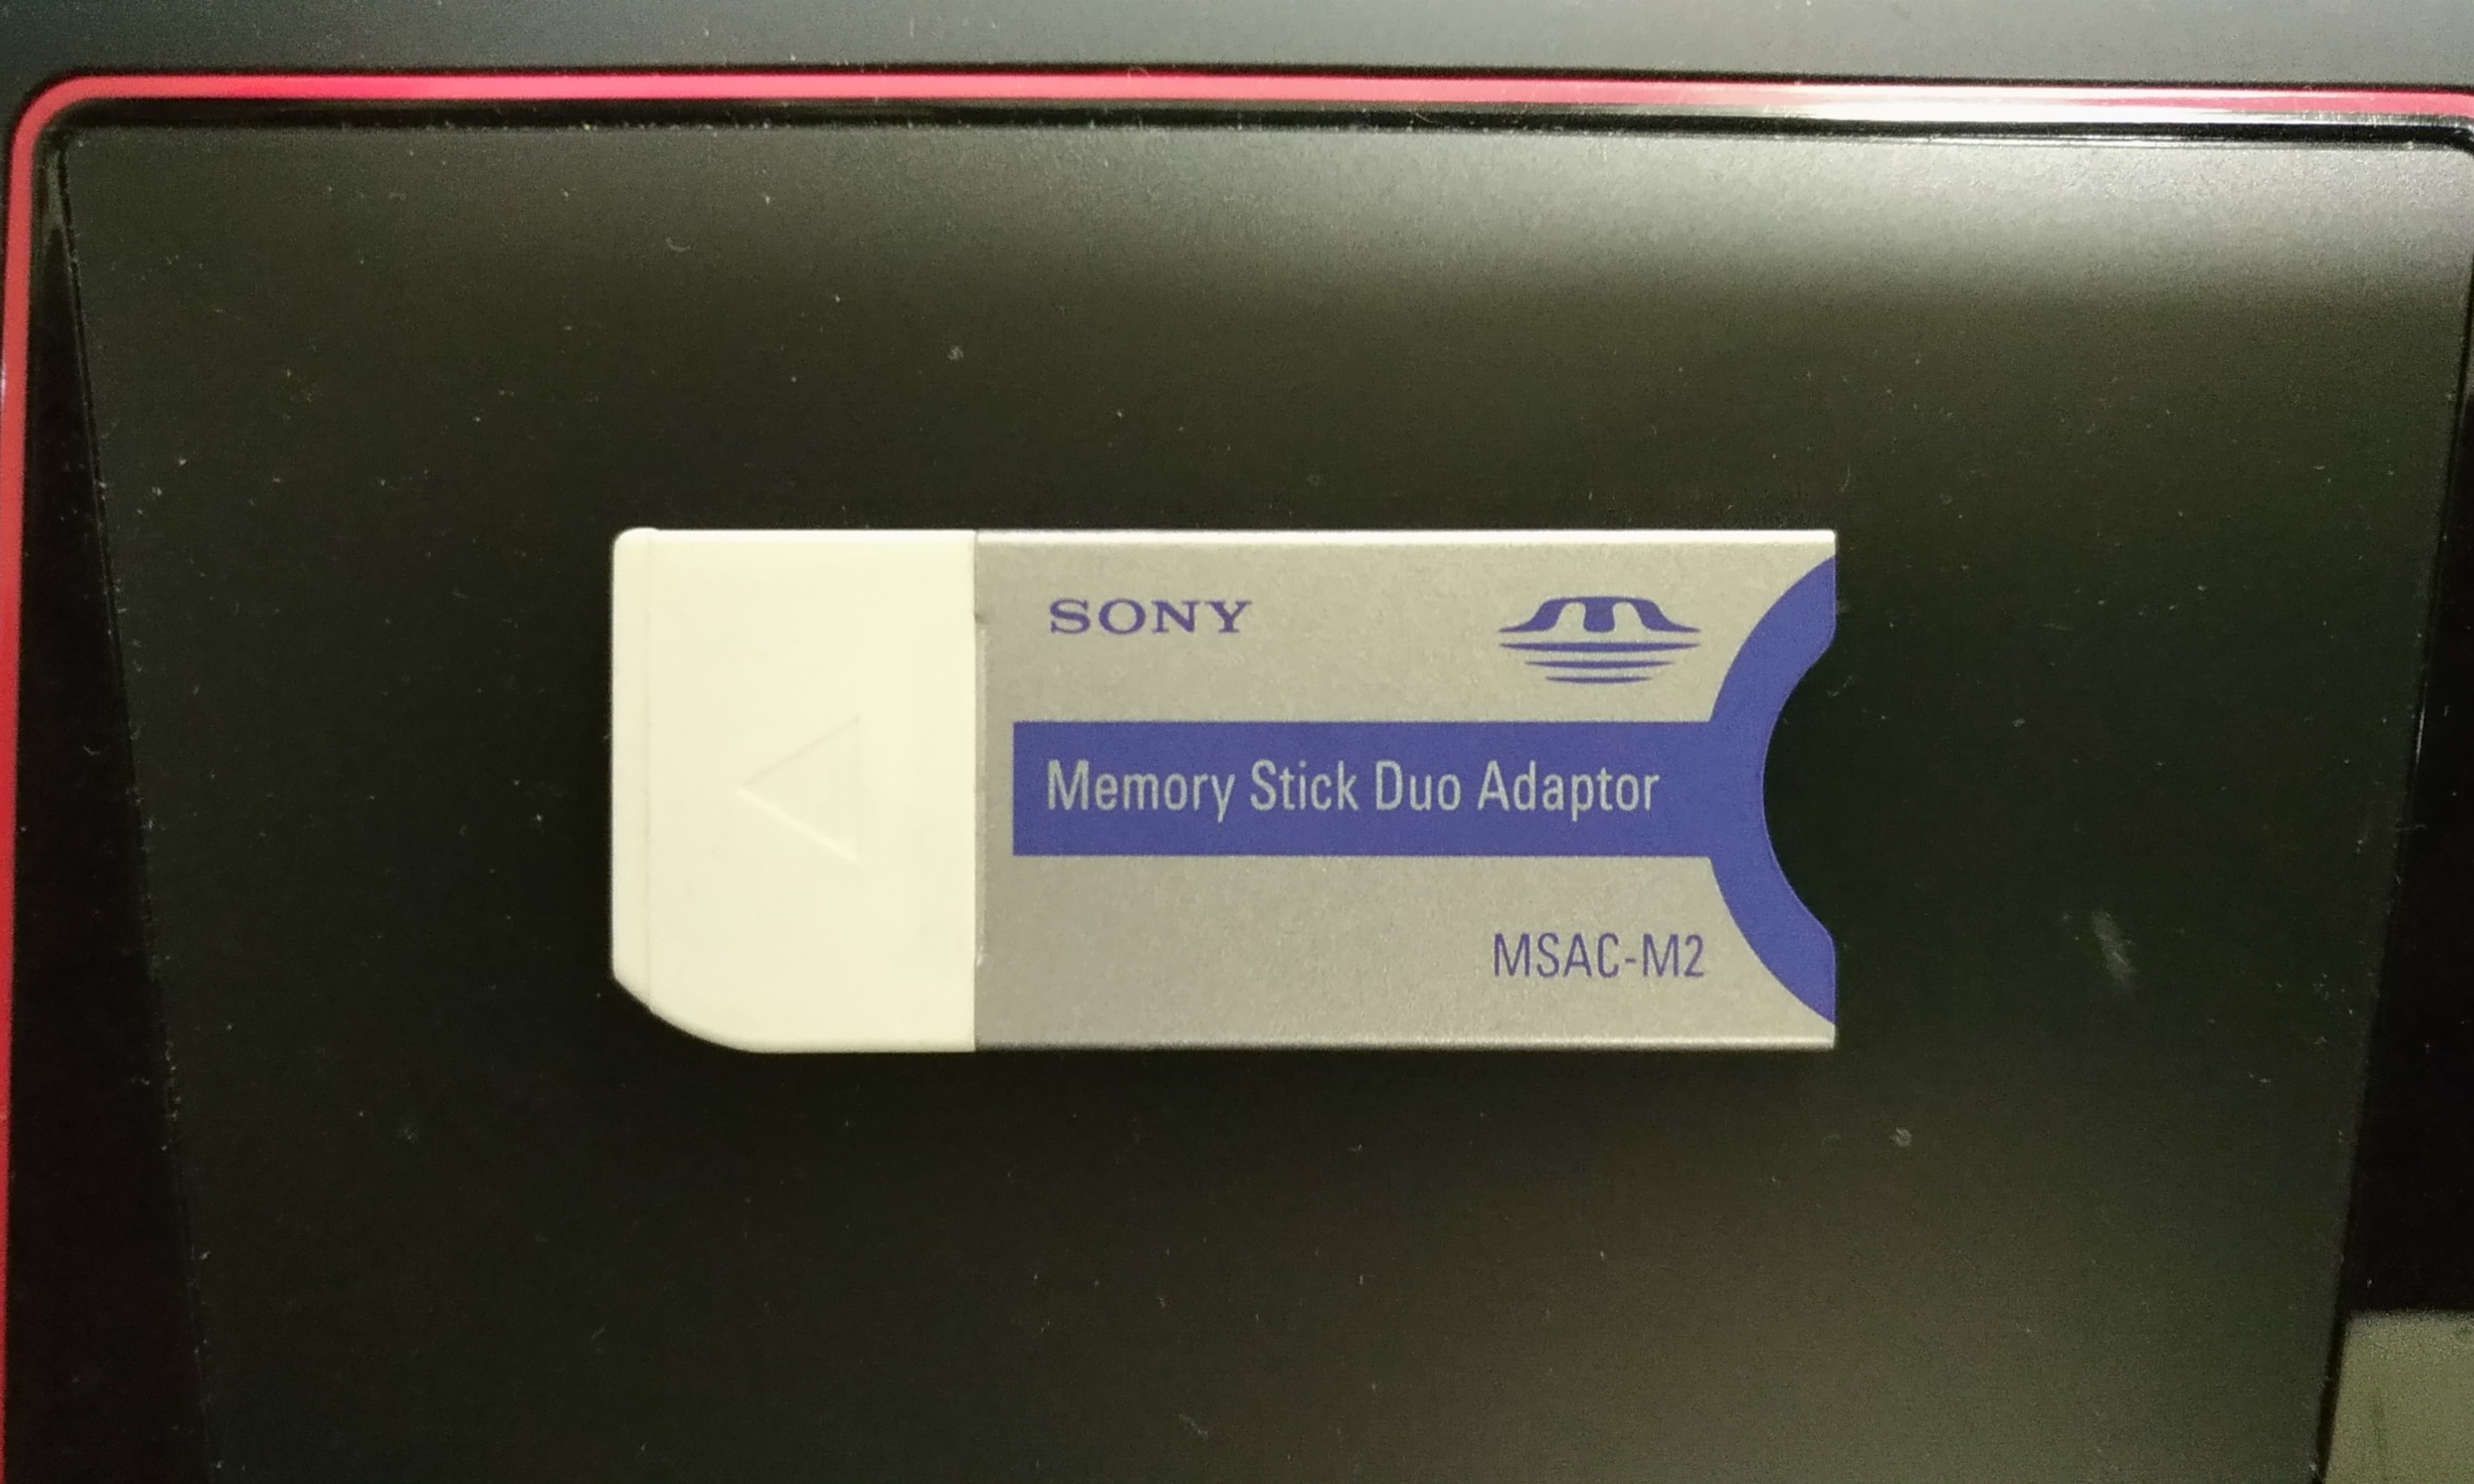 SONY
Memory Stick Duo Adaptor
MSAC-M2